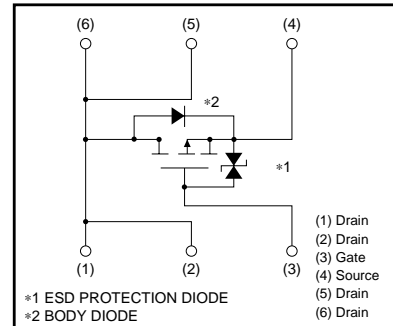 (6) (5) (4)
∗2
∗1
(1) (2) (3)
(1) Drain
(2) Drain
(3) Gate
(4) Source
(5) Drain
(6) Drain
∗1 ESD PROTECTION DIODE
∗2 BODY DIODE